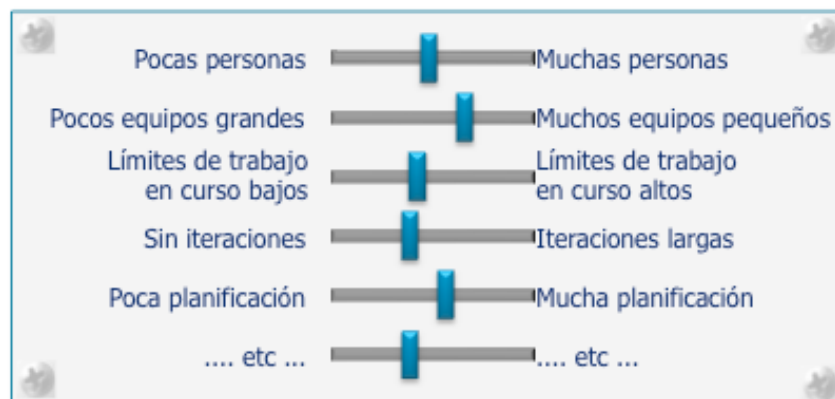 Pocas personas
Muchas personas
Pocos equipos grandes
Muchos equipos pequeños
Límites de trabajo
en curso bajos
Límites de trabajo
en curso altos
Sin iteraciones
Iteraciones largas
Poca planificación
Mucha planificación
.... etc ...
.... etc ...